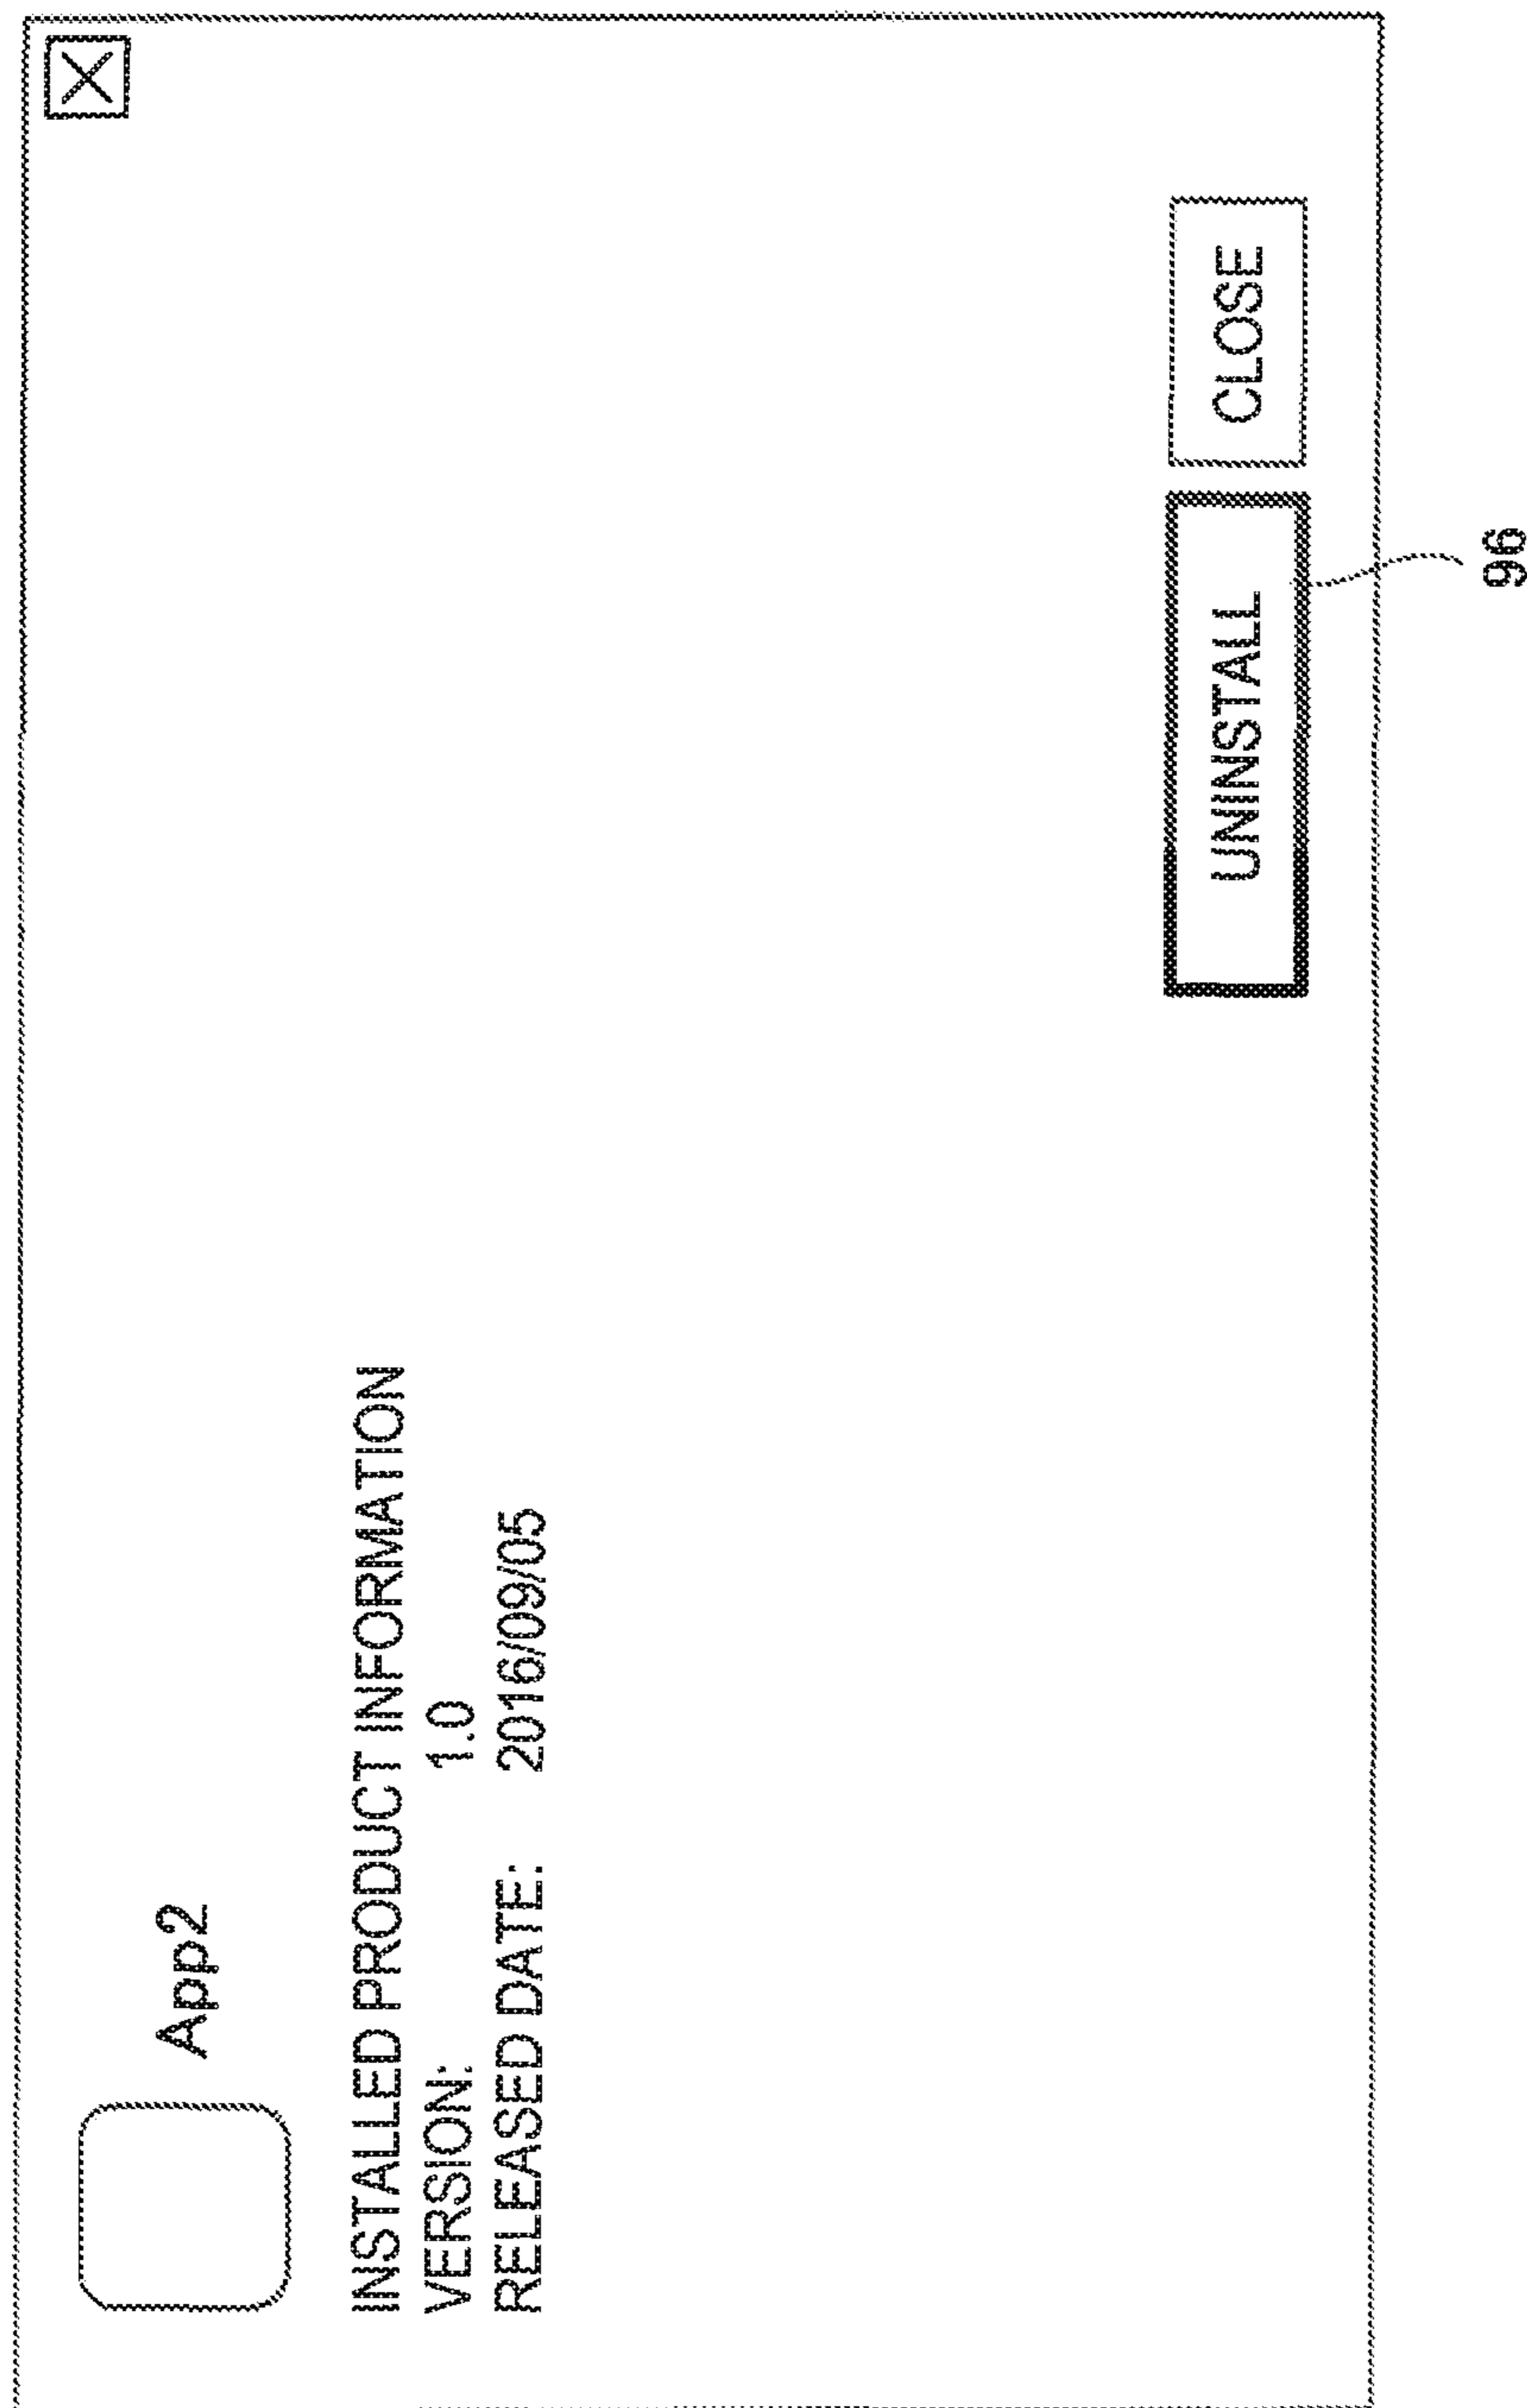 App2
INSTALLED PRODUCT INFORMATION
VERSION: 1.0
RELEASED DATE: 2016/09/05
UNINSTALL
CLOSE
96